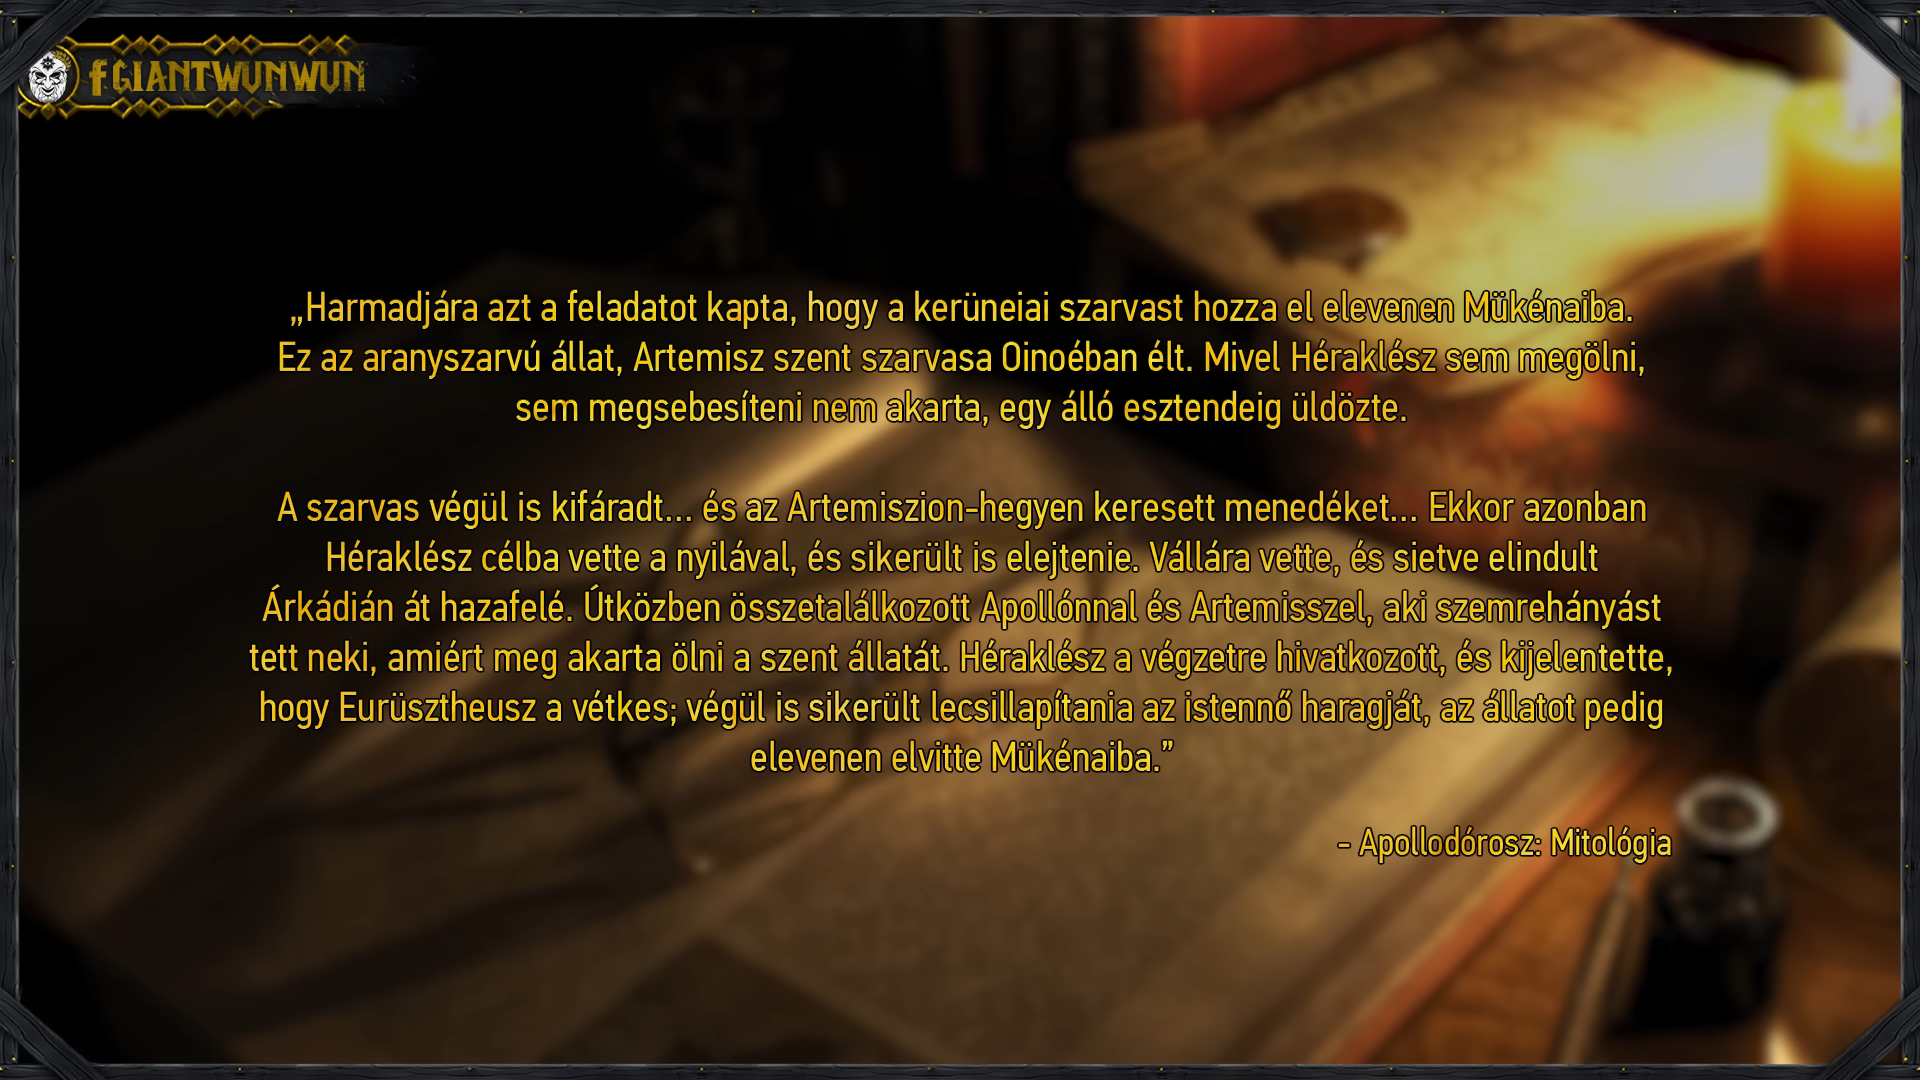 fGIANTWUNWUN
„Harmadjára azt a feladatot kapta, hogy a kerüneiai szarvast hozza el elevenen Mükénaiba.
Ez az aranyszarvú állat, Artemisz szent szarvasa Oinoéban élt. Mivel Héraklész sem megölni,
sem megsebesíteni nem akarta, egy álló esztendeig üldözte.
A szarvas végül is kifáradt... és az Artemiszion-hegyen keresett menedéket... Ekkor azonban
Héraklész célba vette a nyilával, és sikerült is elejtenie. Vállára vette, és sietve elindult
Árkádián át hazafelé. Útközben összetalálkozott Apollónnal és Artemisszel, aki szemrehányást
tett neki, amiért meg akarta ölni a szent állatát. Héraklész a végzetre hivatkozott, és kijelentette,
hogy Eurüsztheusz a vétkes; végül is sikerült lecsillapítania az istennő haragját, az állatot pedig
elevenen elvitte Mükénaiba.”
- Apollodórosz: Mitológia